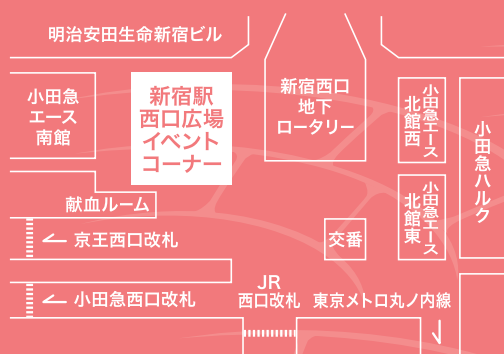 明治安田生命新宿ビル
小田急
エース
南館
新宿駅
西口広場
イベント
コーナー
新宿西口
地下
ロータリー
小田急エース
北館西
小田急ハルク
献血ルーム
小田急エース
北館東
京王西口改札
交番
小田急西口改札
JR
西口改札
東京メトロ丸ノ内線